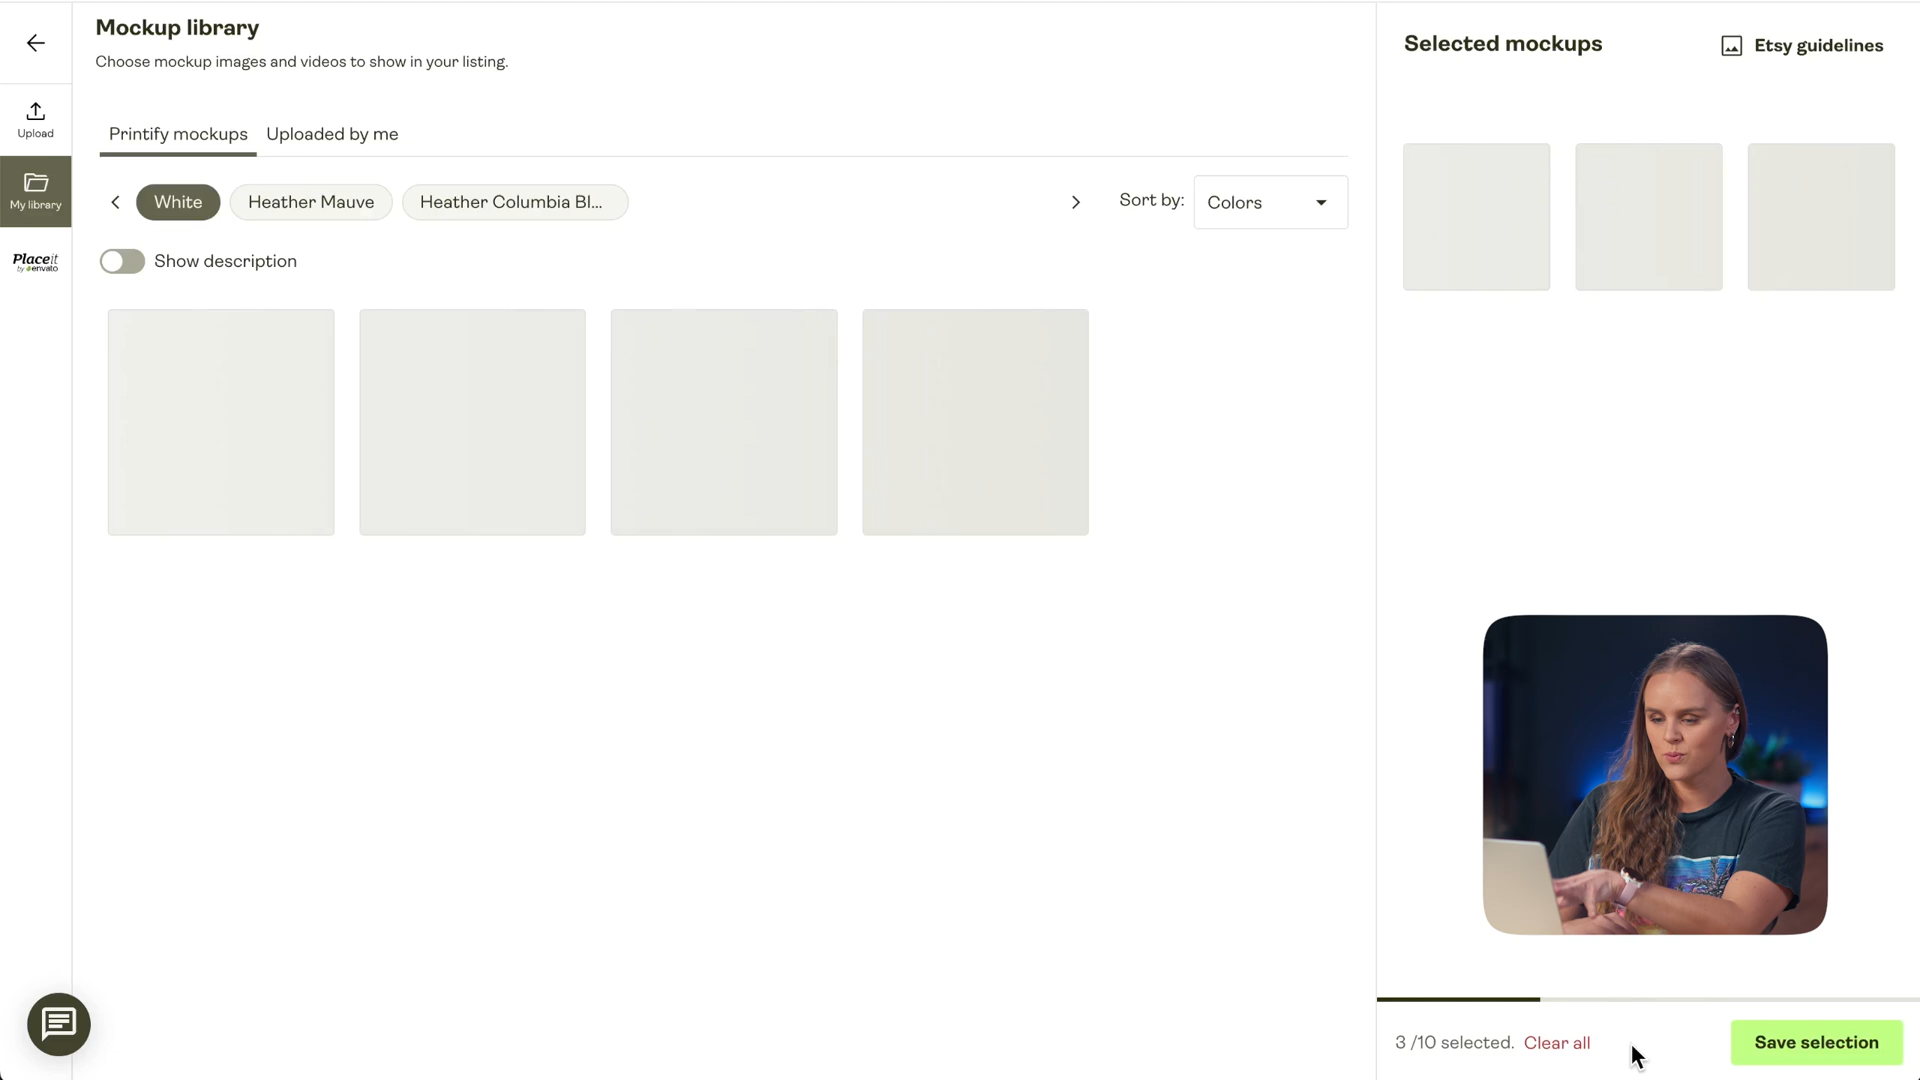 Mockup library
Choose mockup images and videos to show in your listing.
Upload
My library
Placeit
by envato
Printify mockups
Uploaded by me
White
Heather Mauve
Heather Columbia Bl...
Sort by:
Colors
Show description
Selected mockups
Etsy guidelines
3 /10 selected.
Clear all
Save selection